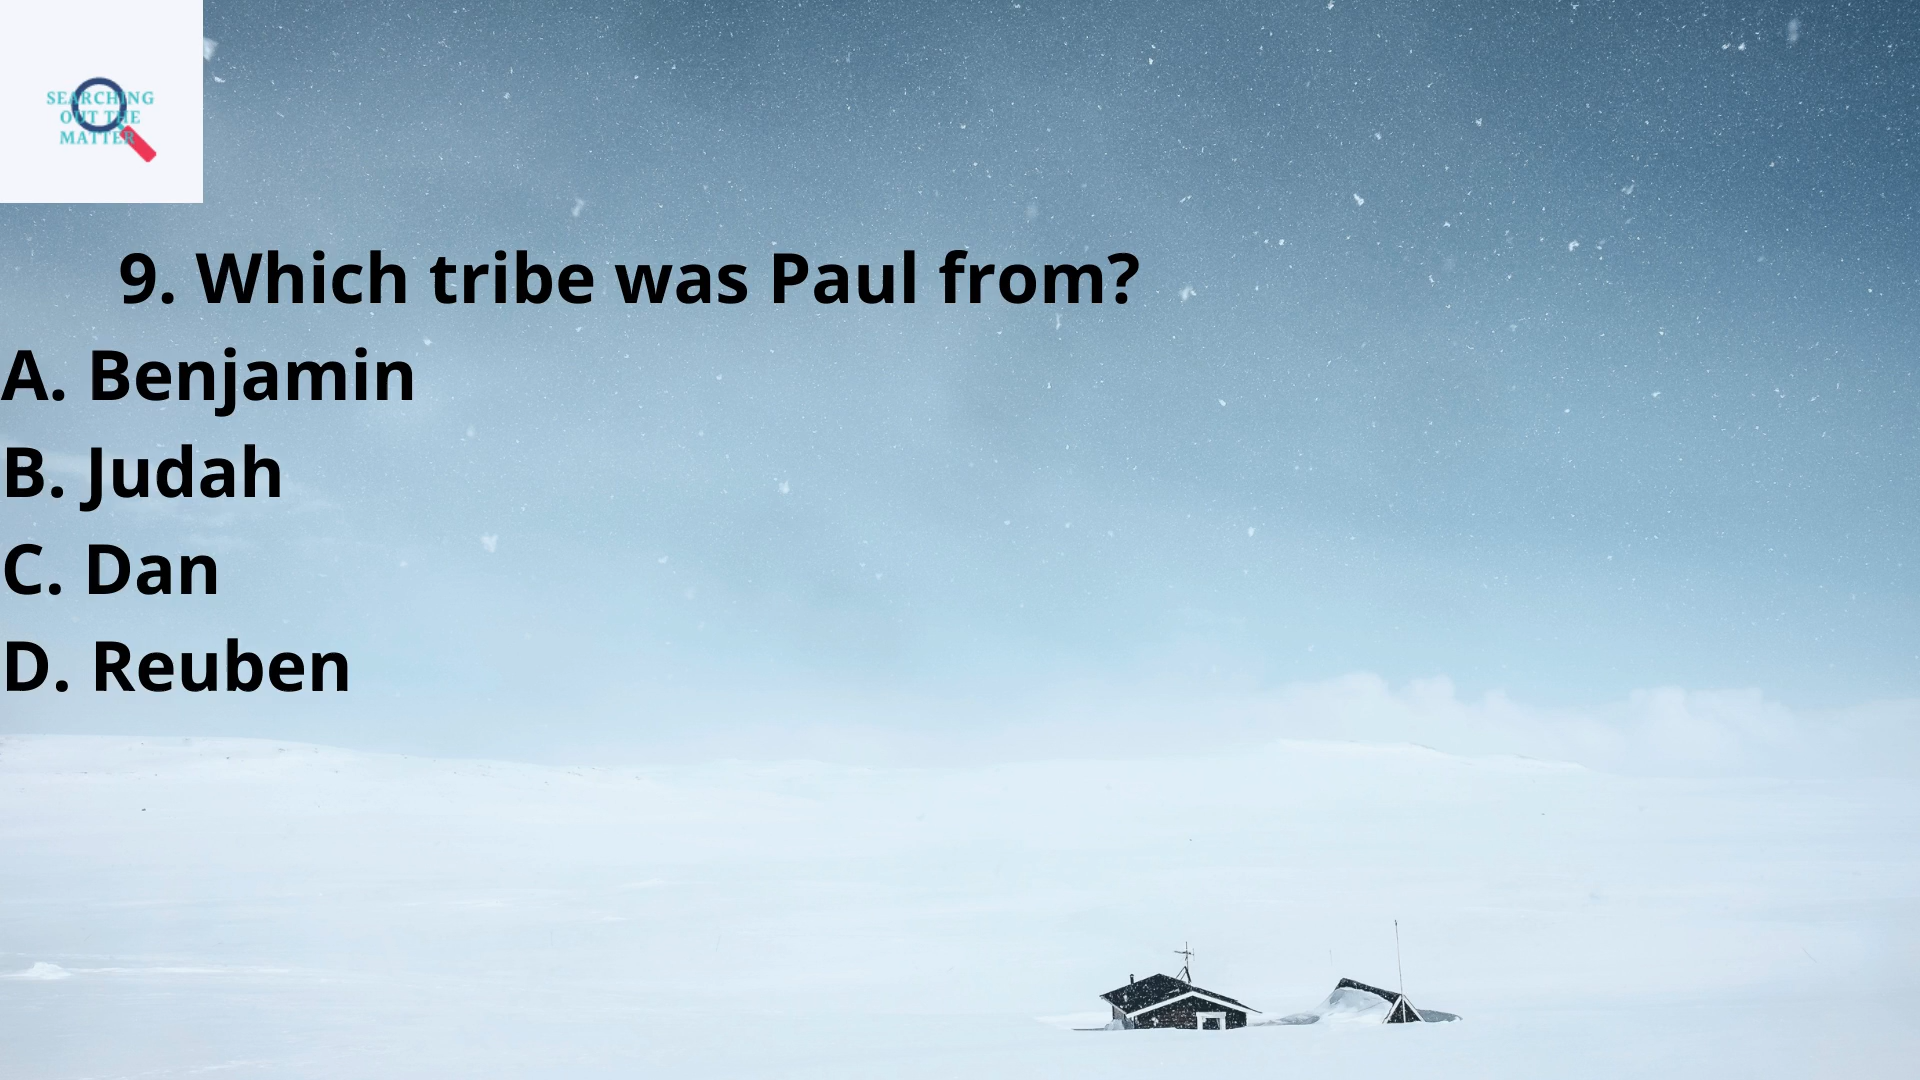 SEARCHING
OUT THE
MATTER
9. Which tribe was Paul from?
A. Benjamin
B. Judah
C. Dan
D. Reuben